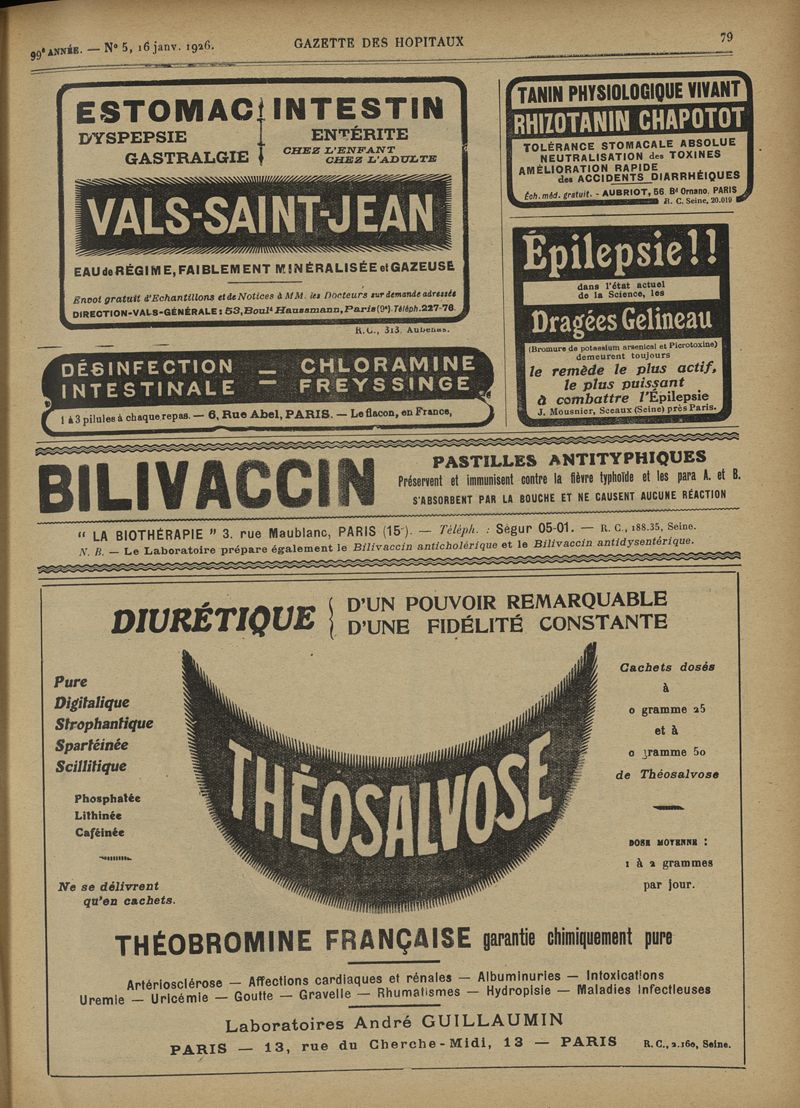 99e ANNÉE. — No 5, 16 janv. 1926.
GAZETTE DES HOPITAUX
79
ESTOMAC INTESTIN
DYSPEPSIE
GASTRALGIE
ENTÉRITE
CHEZ L'ENFANT
CHEZ L'ADULTE
VALS-SAINT-JEAN
EAU de RÉGIME, FAIBLEMENT MINÉRALISÉE et GAZEUSE
Envoi gratuit d'Echantillons et de Notices à MM. les Docteurs sur demande adressée
DIRECTION-VALS-GÉNÉRALE : 53, Boul d Haussmann, Paris (9e). Téléph. 227-76.
R.C., 313. Aubenas.
DÉSINFECTION — CHLORAMINE
INTESTINALE — FREYSSINGE
1 à 3 pilules à chaque repas. — 6, Rue Abel, PARIS. — Le flacon, en France,
TANIN PHYSIOLOGIQUE VIVANT
RHIZOTANIN CHAPOTOT
TOLÉRANCE STOMACALE ABSOLUE
NEUTRALISATION des TOXINES
AMÉLIORATION RAPIDE
des ACCIDENTS DIARRHÉIQUES
Éch. méd. gratuit. - AUBRIOT, 56, Bd Ornano, PARIS
R. C. Seine, 20.019
Épilepsie!!
dans l'état actuel
de la Science, les
Dragées Gelineau
(Bromure de potassium arsenical et Picrotoxine)
demeurent toujours
le remède le plus actif,
le plus puissant
à combattre l'Épilepsie
J. Mousnier, Sceaux (Seine) près Paris.
BILIVACCIN
PASTILLES ANTITYPHIQUES
Préservent et immunisent contre la fièvre typhoïde et les para A. et B.
S'ABSORBENT PAR LA BOUCHE ET NE CAUSENT AUCUNE RÉACTION
" LA BIOTHÉRAPIE " 3. rue Maublanc, PARIS (15e). — Téléph. : Ségur 05-01. — R. C., 188.35, Seine.
N. B. — Le Laboratoire prépare également le Bilivaccin anticholérique et le Bilivaccin antidysentérique.
DIURÉTIQUE { D'UN POUVOIR REMARQUABLE
D'UNE FIDÉLITÉ CONSTANTE
Pure
Digitalique
Strophantique
Spartéinée
Scillitique
Phosphatée
Lithinée
Caféinée
Ne se délivrent
qu'en cachets.
THÉOSALVOSE
Cachets dosés
à
0 gramme 25
et à
0 gramme 50
de Théosalvose
DOSE MOYENNE :
1 à 2 grammes
par jour.
THÉOBROMINE FRANÇAISE garantie chimiquement pure
Artériosclérose — Affections cardiaques et rénales — Albuminuries — Intoxications
Uremie — Uricémie — Goutte — Gravelle — Rhumatismes — Hydropisie — Maladies Infectieuses
Laboratoires André GUILLAUMIN
PARIS — 13, rue du Cherche-Midi, 13 — PARIS R. C., 2.160, Seine.